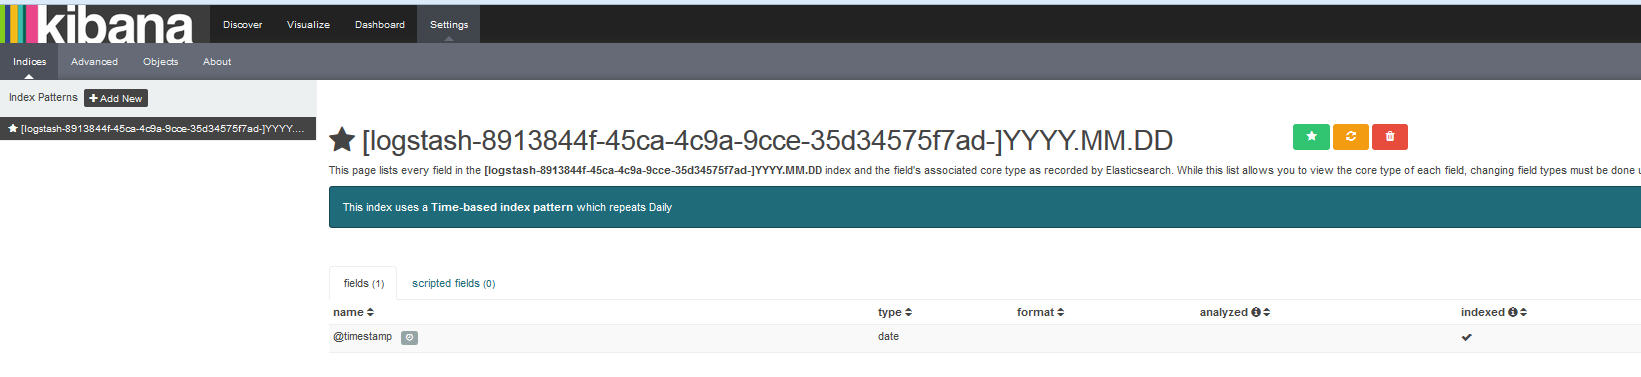 kibana Discover Visualize Dashboard Settings
Indices Advanced Objects About
Index Patterns Add New
[logstash-8913844f-45ca-4c9a-9cce-35d34575f7ad-]YYYY....
[logstash-8913844f-45ca-4c9a-9cce-35d34575f7ad-]YYYY.MM.DD
This page lists every field in the [logstash-8913844f-45ca-4c9a-9cce-35d34575f7ad-]YYYY.MM.DD index and the field's associated core type as recorded by Elasticsearch. While this list allows you to view the core type of each field, changing field types must be done u
This index uses a Time-based index pattern which repeats Daily
fields (1) scripted fields (0)
name type format analyzed indexed
@timestamp date